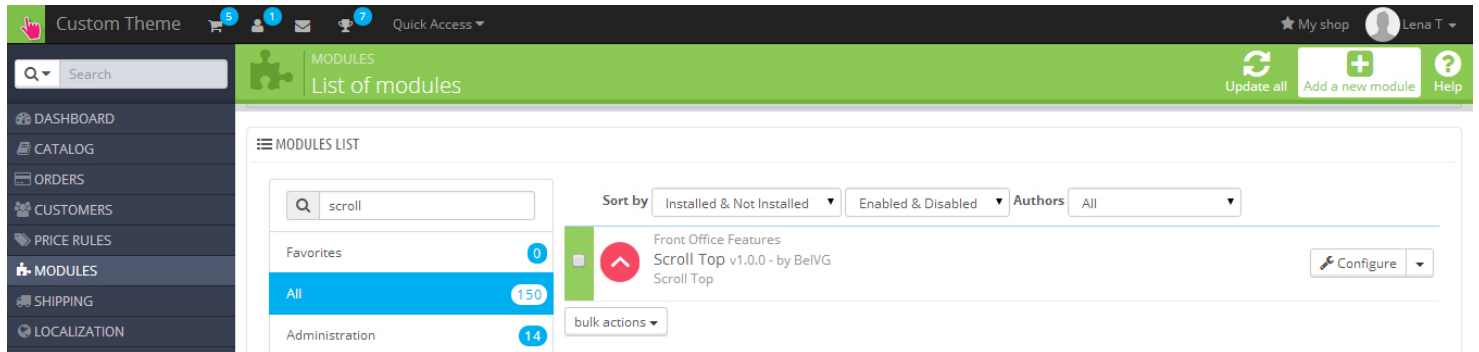 Custom Theme 5 1 7 Quick Access My shop Lena T
Search
MODULES
List of modules
Update all Add a new module Help
DASHBOARD
CATALOG
ORDERS
CUSTOMERS
PRICE RULES
MODULES
SHIPPING
LOCALIZATION
MODULES LIST
scroll
Favorites 0
All 150
Administration 14
Sort by Installed & Not Installed Enabled & Disabled Authors All
Front Office Features
Scroll Top v1.0.0 - by BelVG
Scroll Top
Configure
bulk actions